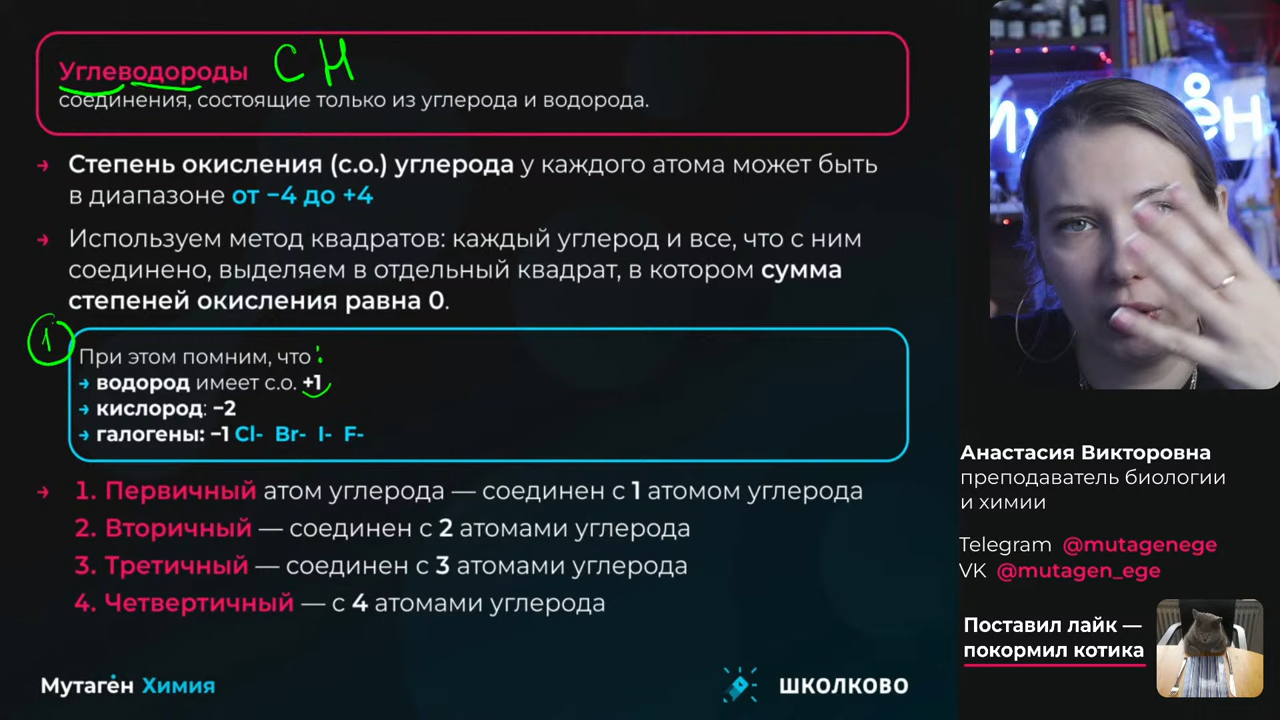 Углеводороды C H
соединения, состоящие только из углерода и водорода.
→ Степень окисления (с.о.) углерода у каждого атома может быть
в диапазоне от −4 до +4
→ Используем метод квадратов: каждый углерод и все, что с ним
соединено, выделяем в отдельный квадрат, в котором сумма
степеней окисления равна 0.
1
При этом помним, что :
→ водород имеет с.о. +1
→ кислород: −2
→ галогены: −1 Cl- Br- I- F-
→ 1. Первичный атом углерода — соединен с 1 атомом углерода
2. Вторичный — соединен с 2 атомами углерода
3. Третичный — соединен с 3 атомами углерода
4. Четвертичный — с 4 атомами углерода
Мутаген Химия
ШКОЛКОВО
Анастасия Викторовна
преподаватель биологии
и химии
Telegram @mutagenege
VK @mutagen_ege
Поставил лайк —
покормил котика